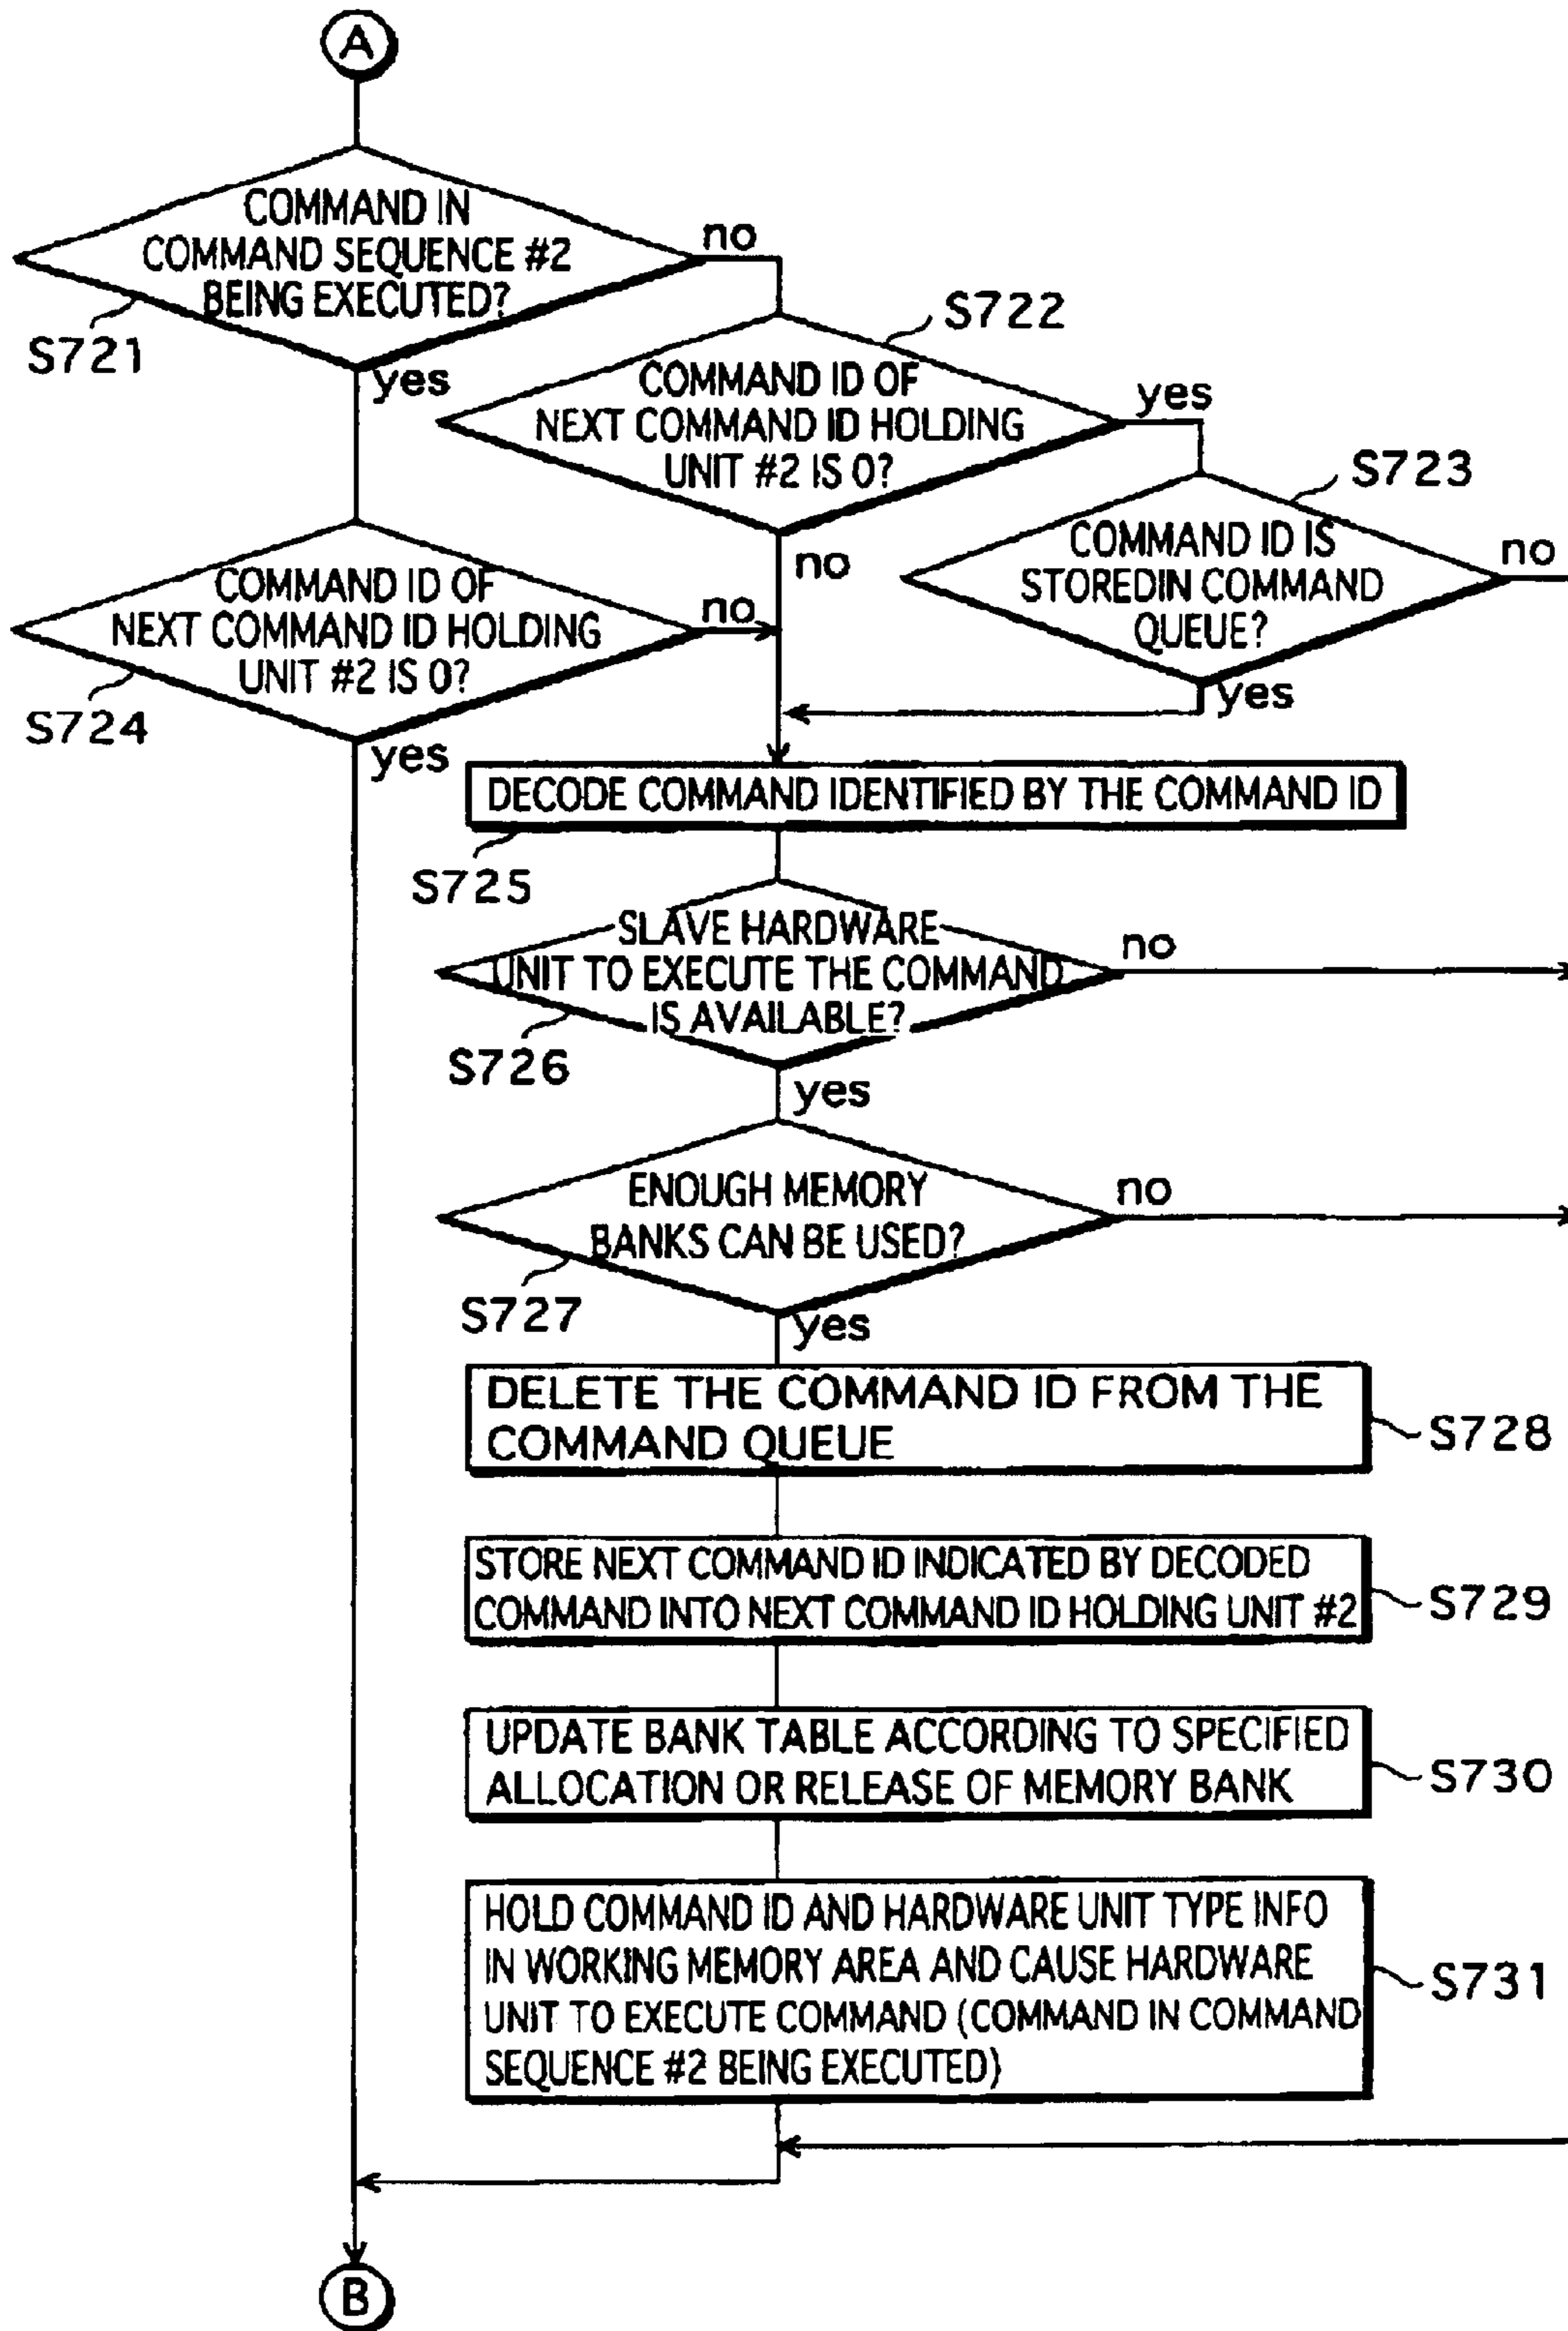 A
COMMAND IN
COMMAND SEQUENCE #2
BEING EXECUTED?
no
S721
yes
S722
COMMAND ID OF
NEXT COMMAND ID HOLDING
UNIT #2 IS 0?
yes
no
S723
COMMAND ID IS
STOREDIN COMMAND
QUEUE?
no
yes
COMMAND ID OF
NEXT COMMAND ID HOLDING
UNIT #2 IS 0?
no
S724
yes
DECODE COMMAND IDENTIFIED BY THE COMMAND ID
S725
SLAVE HARDWARE
UNIT TO EXECUTE THE COMMAND
IS AVAILABLE?
no
S726
yes
ENOUGH MEMORY
BANKS CAN BE USED?
no
S727
yes
DELETE THE COMMAND ID FROM THE
COMMAND QUEUE
S728
STORE NEXT COMMAND ID INDICATED BY DECODED
COMMAND INTO NEXT COMMAND ID HOLDING UNIT #2
S729
UPDATE BANK TABLE ACCORDING TO SPECIFIED
ALLOCATION OR RELEASE OF MEMORY BANK
S730
HOLD COMMAND ID AND HARDWARE UNIT TYPE INFO
IN WORKING MEMORY AREA AND CAUSE HARDWARE
UNIT TO EXECUTE COMMAND (COMMAND IN COMMAND
SEQUENCE #2 BEING EXECUTED)
S731
B